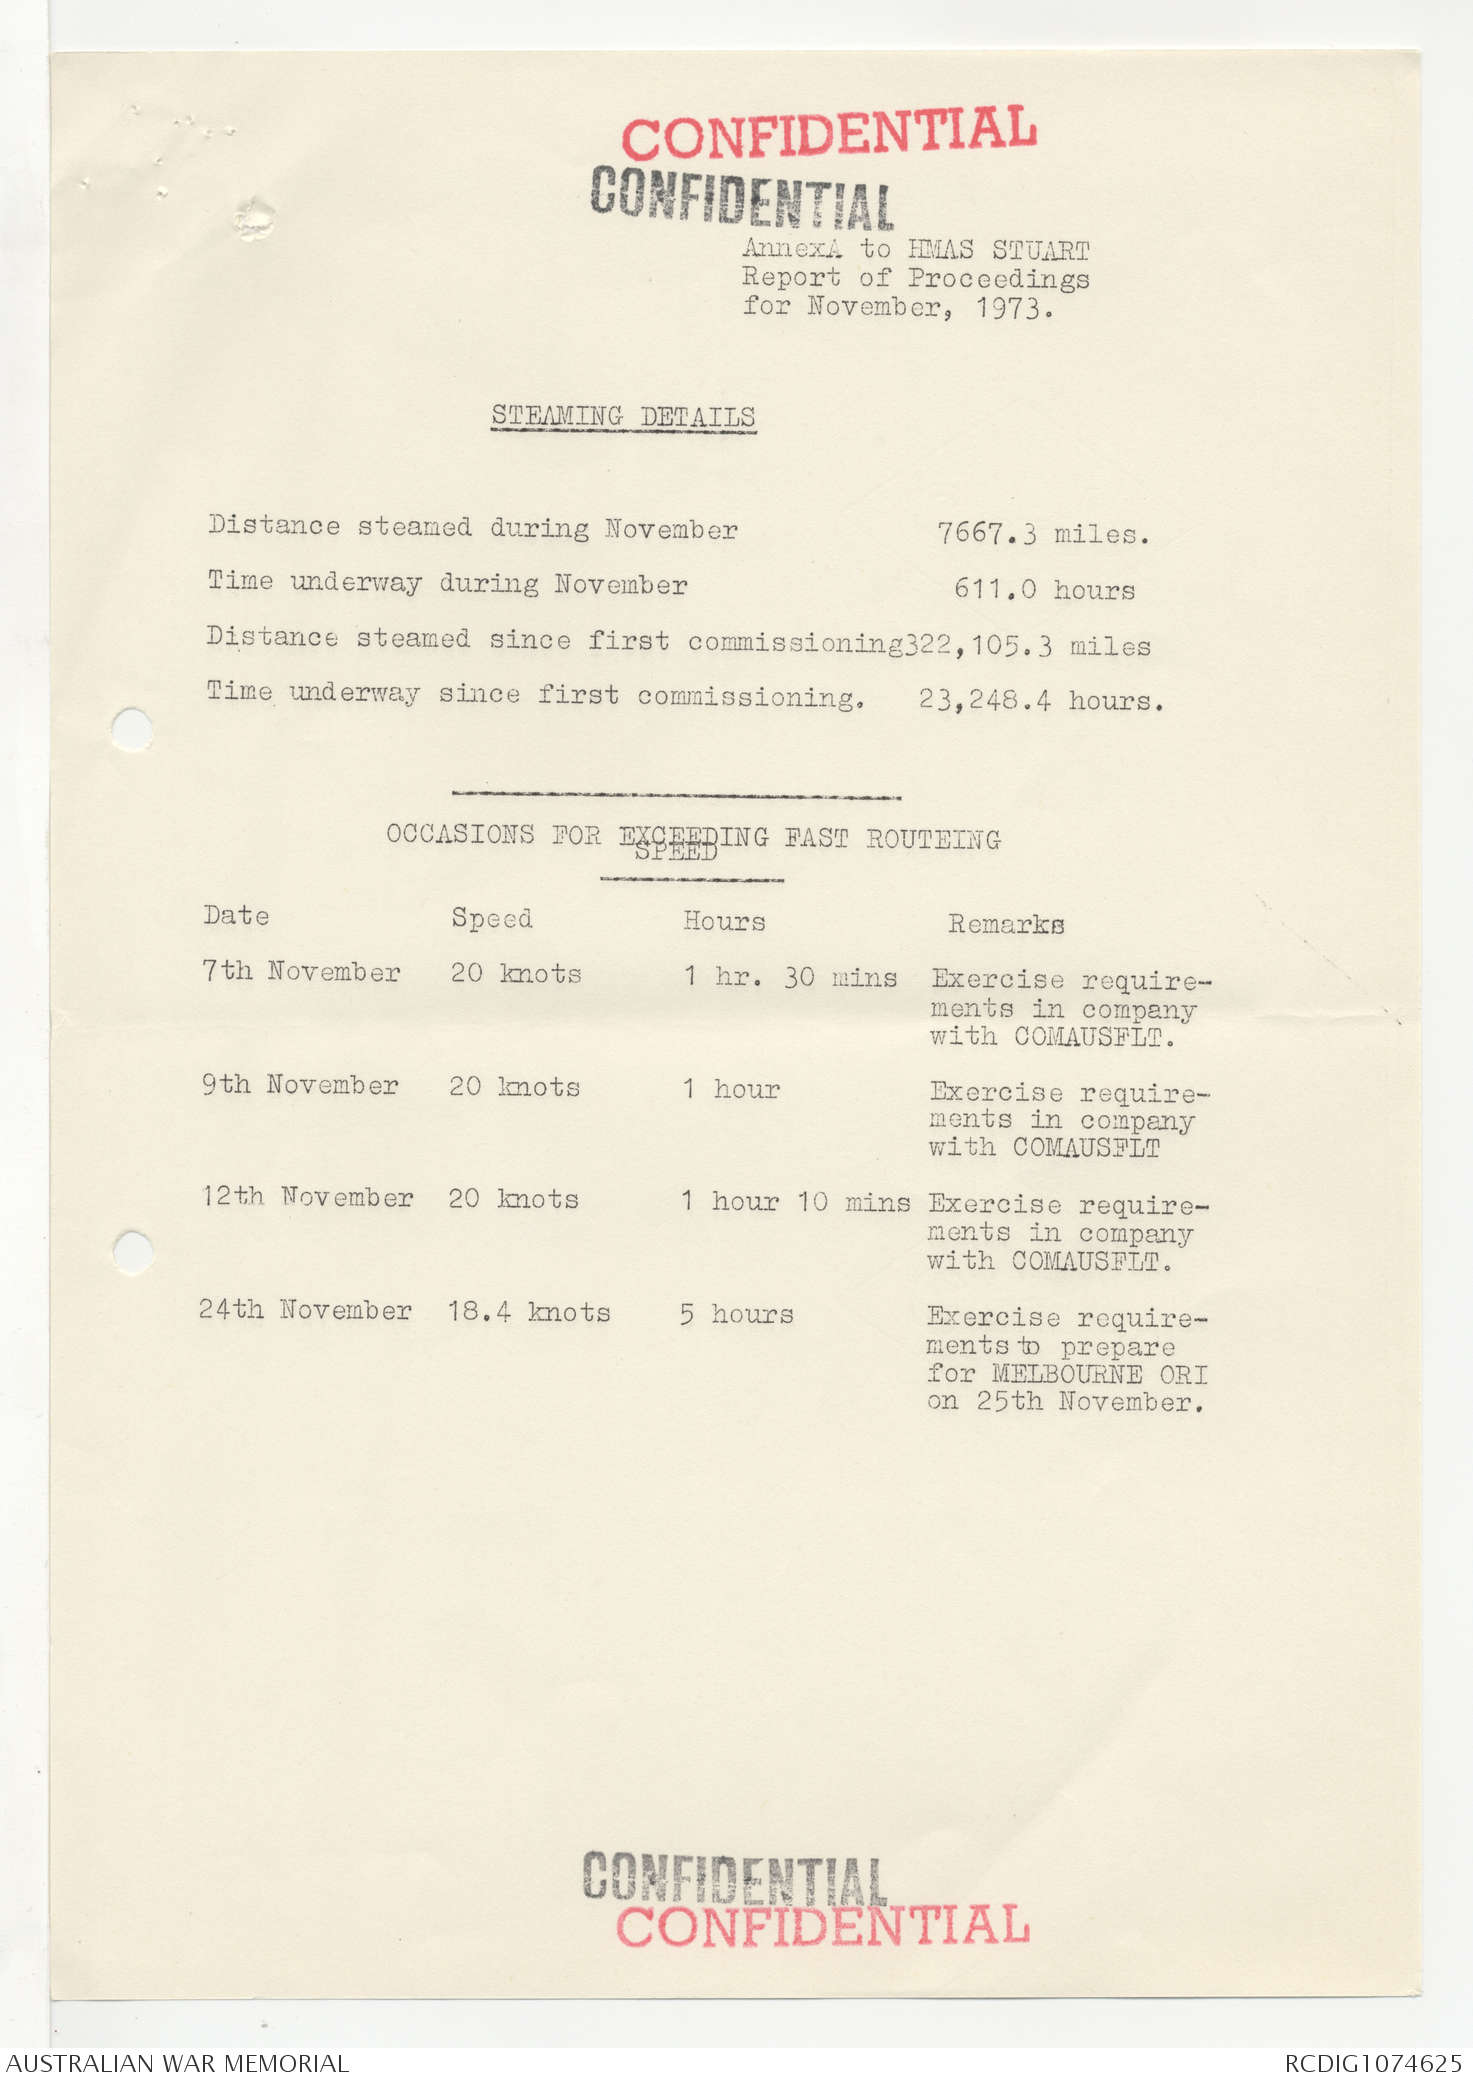 CONFIDENTIAL
CONFIDENTIAL
AnnexA to HMAS STUART
Report of Proceedings
for November, 1973.
STEAMING DETAILS
Distance steamed during November 7667.3 miles.
Time underway during November 611.0 hours
Distance steamed since first commissioning322,105.3 miles
Time underway since first commissioning. 23,248.4 hours.
OCCASIONS FOR EXCEEDING FAST ROUTEING
SPEED
Date Speed Hours Remarks
7th November 20 knots 1 hr. 30 mins Exercise require-
ments in company
with COMAUSFLT.
9th November 20 knots 1 hour Exercise require-
ments in company
with COMAUSFLT
12th November 20 knots 1 hour 10 mins Exercise require-
ments in company
with COMAUSFLT.
24th November 18.4 knots 5 hours Exercise require-
ments to prepare
for MELBOURNE ORI
on 25th November.
CONFIDENTIAL
CONFIDENTIAL
AUSTRALIAN WAR MEMORIAL RCDIG1074625